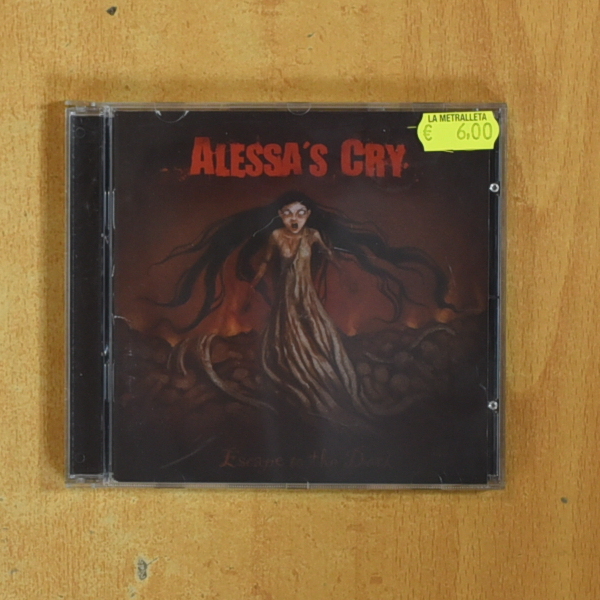 LA METRALLETA
€ 6,00
ALESSA'S CRY